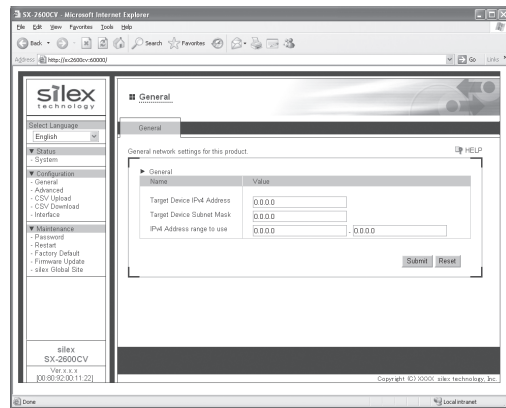 SX-2600CV - Microsoft Internet Explorer
File Edit View Favorites Tools Help
Back Search Favorites
Address http://sx2600cv:60000/ Go Links
silex
technology
Select Language
English
▼ Status
- System
▼ Configuration
- General
- Advanced
- CSV Upload
- CSV Download
- Interface
▼ Maintenance
- Password
- Restart
- Factory Default
- Firmware Update
- silex Global Site
silex
SX-2600CV
Ver.x.x.x
[00:80:92:00:11:22]
General
General
General network settings for this product.
HELP
▶ General
Name Value
Target Device IPv4 Address 0.0.0.0
Target Device Subnet Mask 0.0.0.0
IPv4 Address range to use 0.0.0.0 - 0.0.0.0
Submit Reset
Copyright (C) XXXX silex technology, Inc.
Done Local intranet